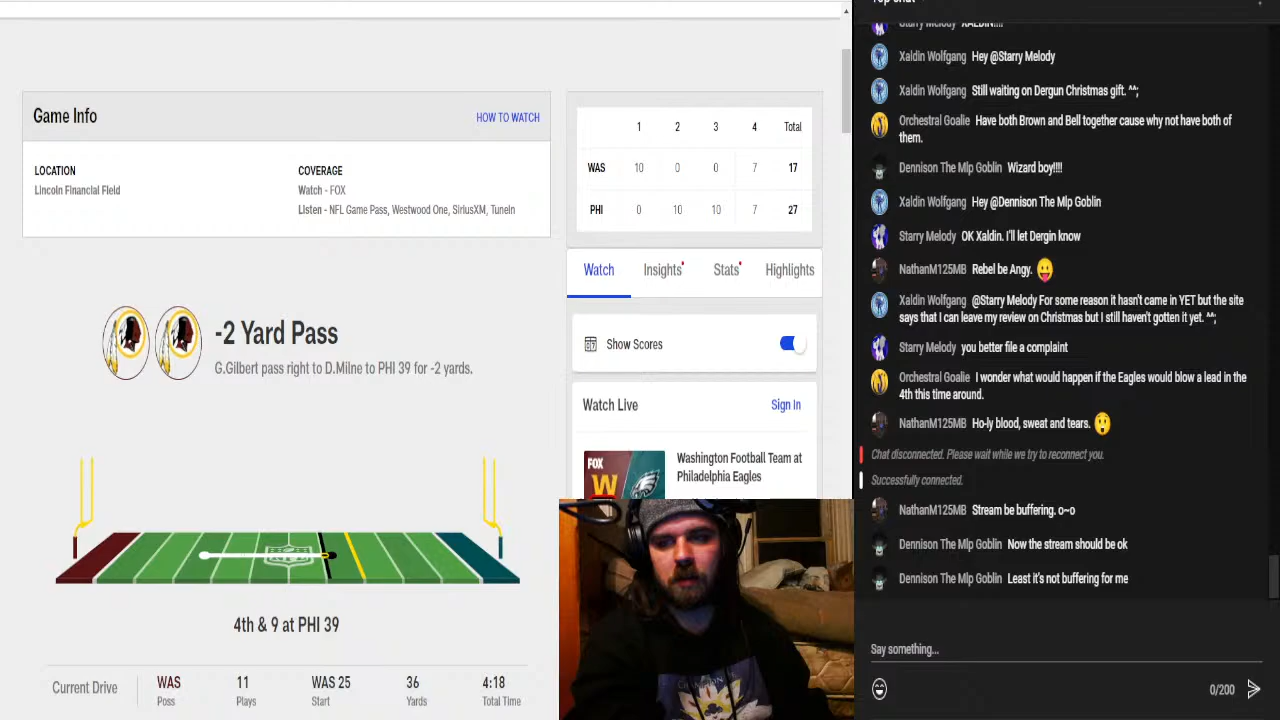 Game Info
HOW TO WATCH
LOCATION
Lincoln Financial Field
COVERAGE
Watch - FOX
Listen - NFL Game Pass, Westwood One, SiriusXM, TuneIn
1 2 3 4 Total
WAS 10 0 0 7 17
PHI 0 10 10 7 27
Watch Insights Stats Highlights
Show Scores
Watch Live Sign In
FOX
W
Washington Football Team at
Philadelphia Eagles
-2 Yard Pass
G.Gilbert pass right to D.Milne to PHI 39 for -2 yards.
NFL
4th & 9 at PHI 39
Current Drive
WAS
Poss
11
Plays
WAS 25
Start
36
Yards
4:18
Total Time
Xaldin Wolfgang Hey @Starry Melody
Xaldin Wolfgang Still waiting on Dergun Christmas gift. ^^;
Orchestral Goalie Have both Brown and Bell together cause why not have both of
them.
Dennison The Mlp Goblin Wizard boy!!!!
Xaldin Wolfgang Hey @Dennison The Mlp Goblin
Starry Melody OK Xaldin. I'll let Dergin know
NathanM125MB Rebel be Angy.
Xaldin Wolfgang @Starry Melody For some reason it hasn't came in YET but the site
says that I can leave my review on Christmas but I still haven't gotten it yet. ^^;
Starry Melody you better file a complaint
Orchestral Goalie I wonder what would happen if the Eagles would blow a lead in the
4th this time around.
NathanM125MB Ho-ly blood, sweat and tears.
Chat disconnected. Please wait while we try to reconnect you.
Successfully connected.
NathanM125MB Stream be buffering. o~o
Dennison The Mlp Goblin Now the stream should be ok
Dennison The Mlp Goblin Least it's not buffering for me
Say something...
0/200